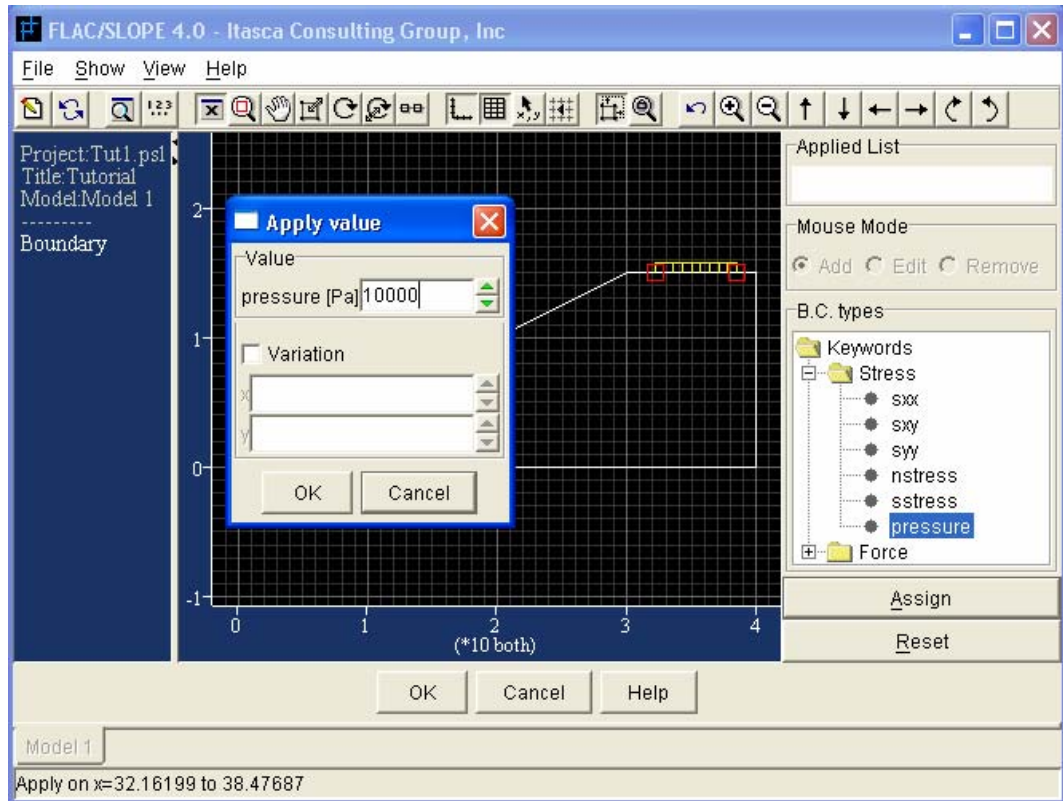 FLAC/SLOPE 4.0 - Itasca Consulting Group, Inc
File Show View Help
1 2 3
x,y
Project:Tut1.psl
Title:Tutorial
Model:Model 1
---------
Boundary
2
1
0
-1
0 1 2 3 4
(*10 both)
Apply value
Value
pressure [Pa] 10000
Variation
x
y
OK Cancel
Applied List
Mouse Mode
Add Edit Remove
B.C. types
Keywords
Stress
sxx
sxy
syy
nstress
sstress
pressure
Force
Assign
Reset
OK Cancel Help
Model 1
Apply on x=32.16199 to 38.47687